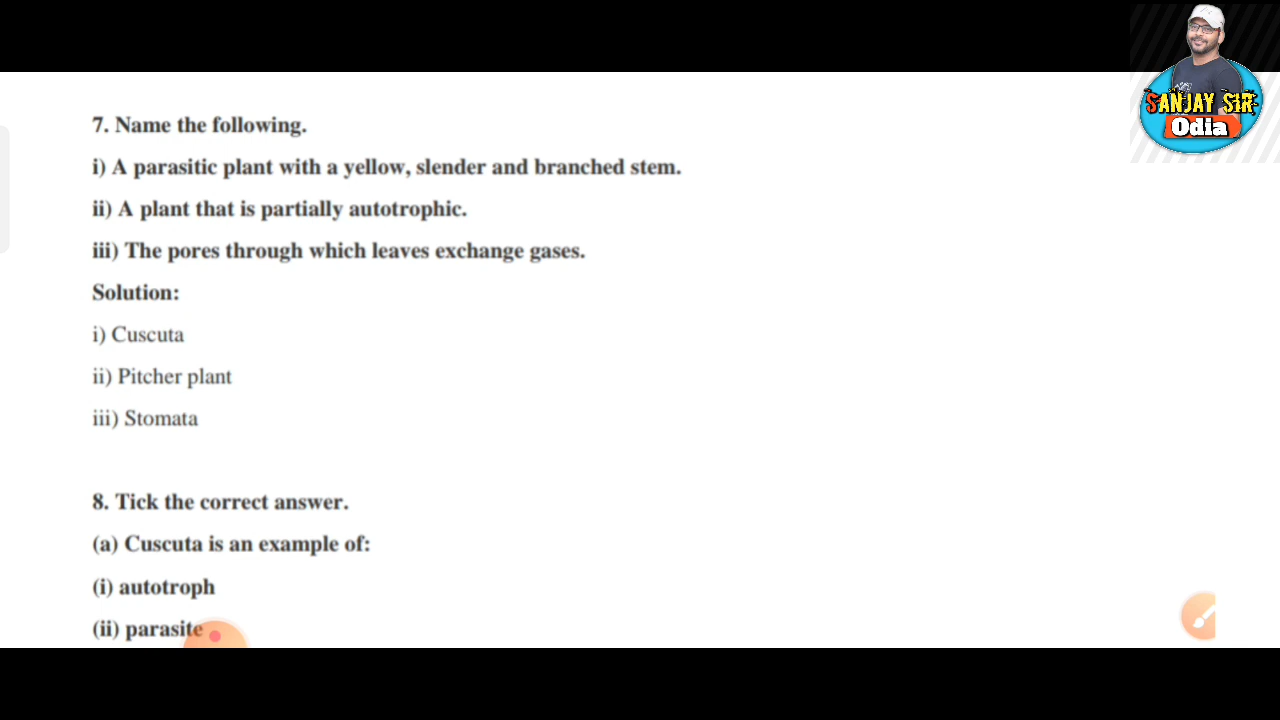 SANJAY SIR
Odia
7. Name the following.
i) A parasitic plant with a yellow, slender and branched stem.
ii) A plant that is partially autotrophic.
iii) The pores through which leaves exchange gases.
Solution:
i) Cuscuta
ii) Pitcher plant
iii) Stomata
8. Tick the correct answer.
(a) Cuscuta is an example of:
(i) autotroph
(ii) parasite